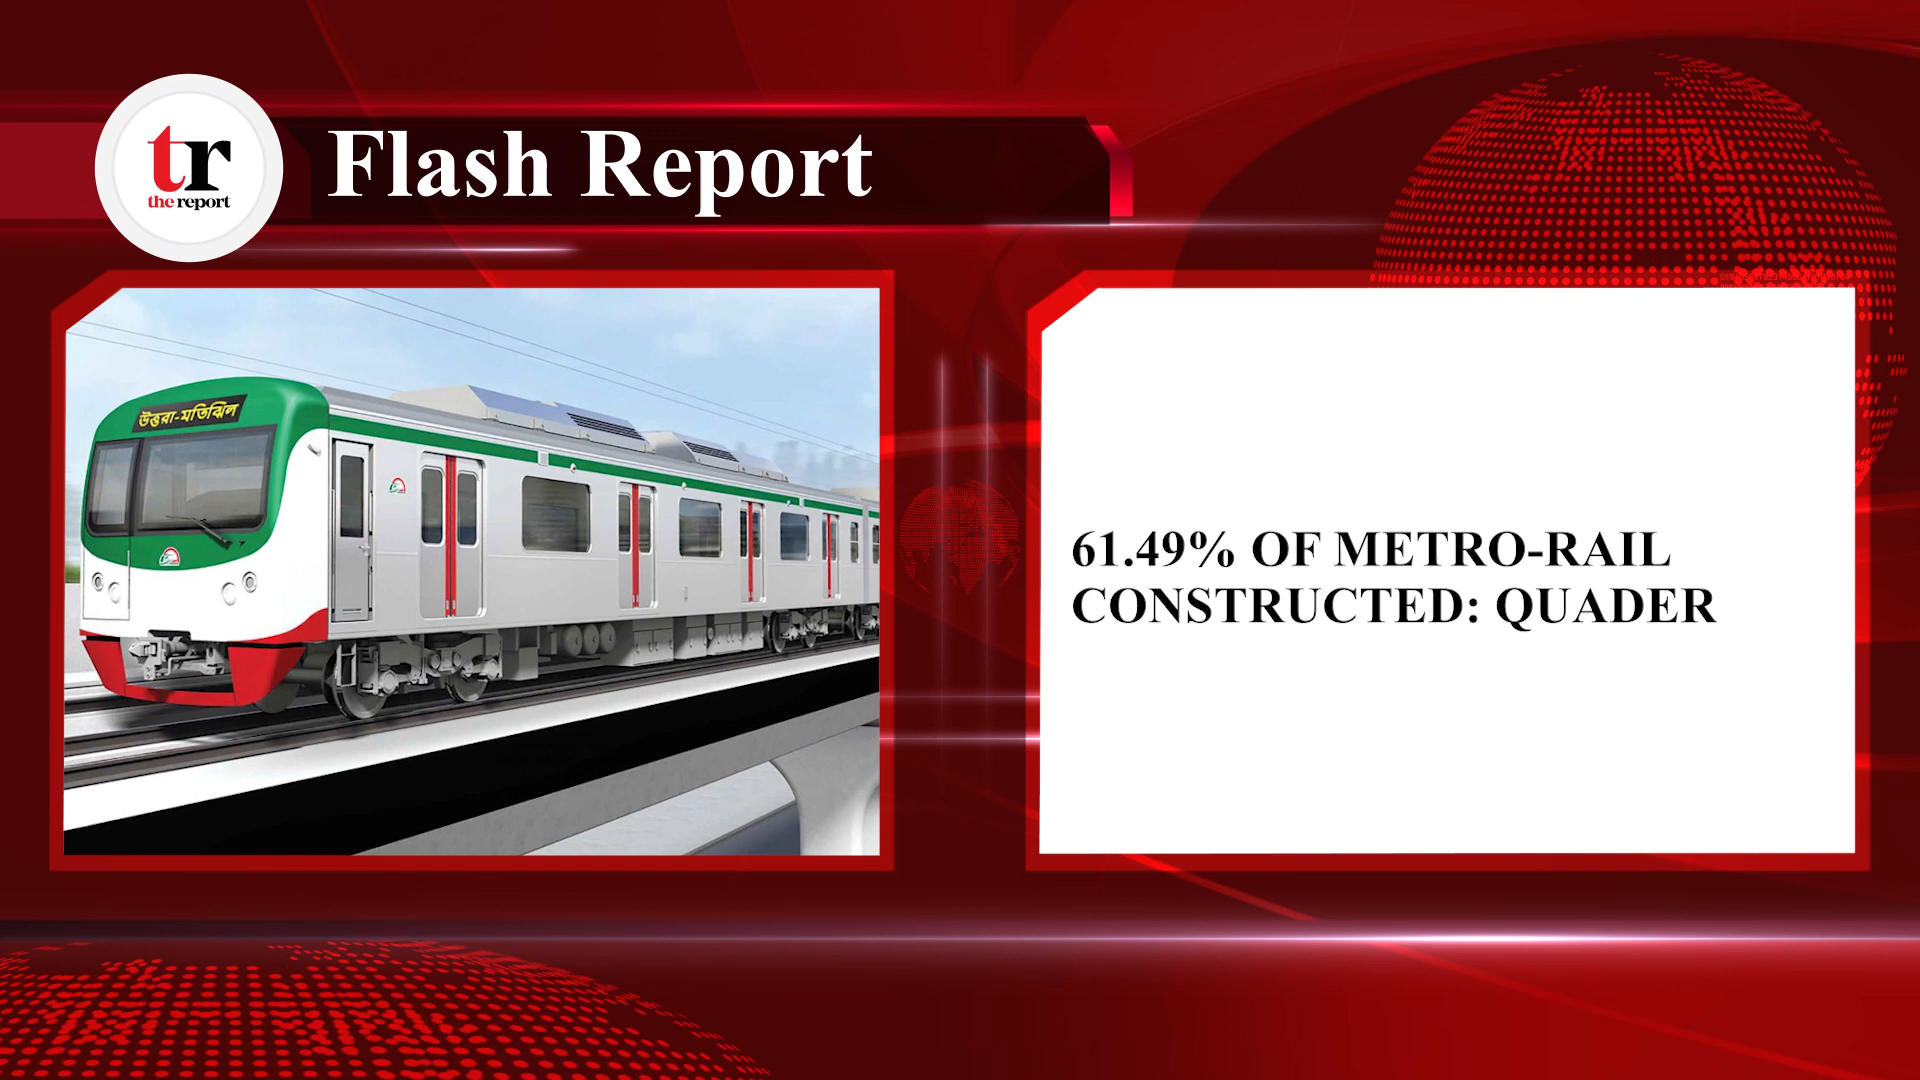 tr
the report
Flash Report
উত্তরা-মতিঝিল
61.49% OF METRO-RAIL
CONSTRUCTED: QUADER